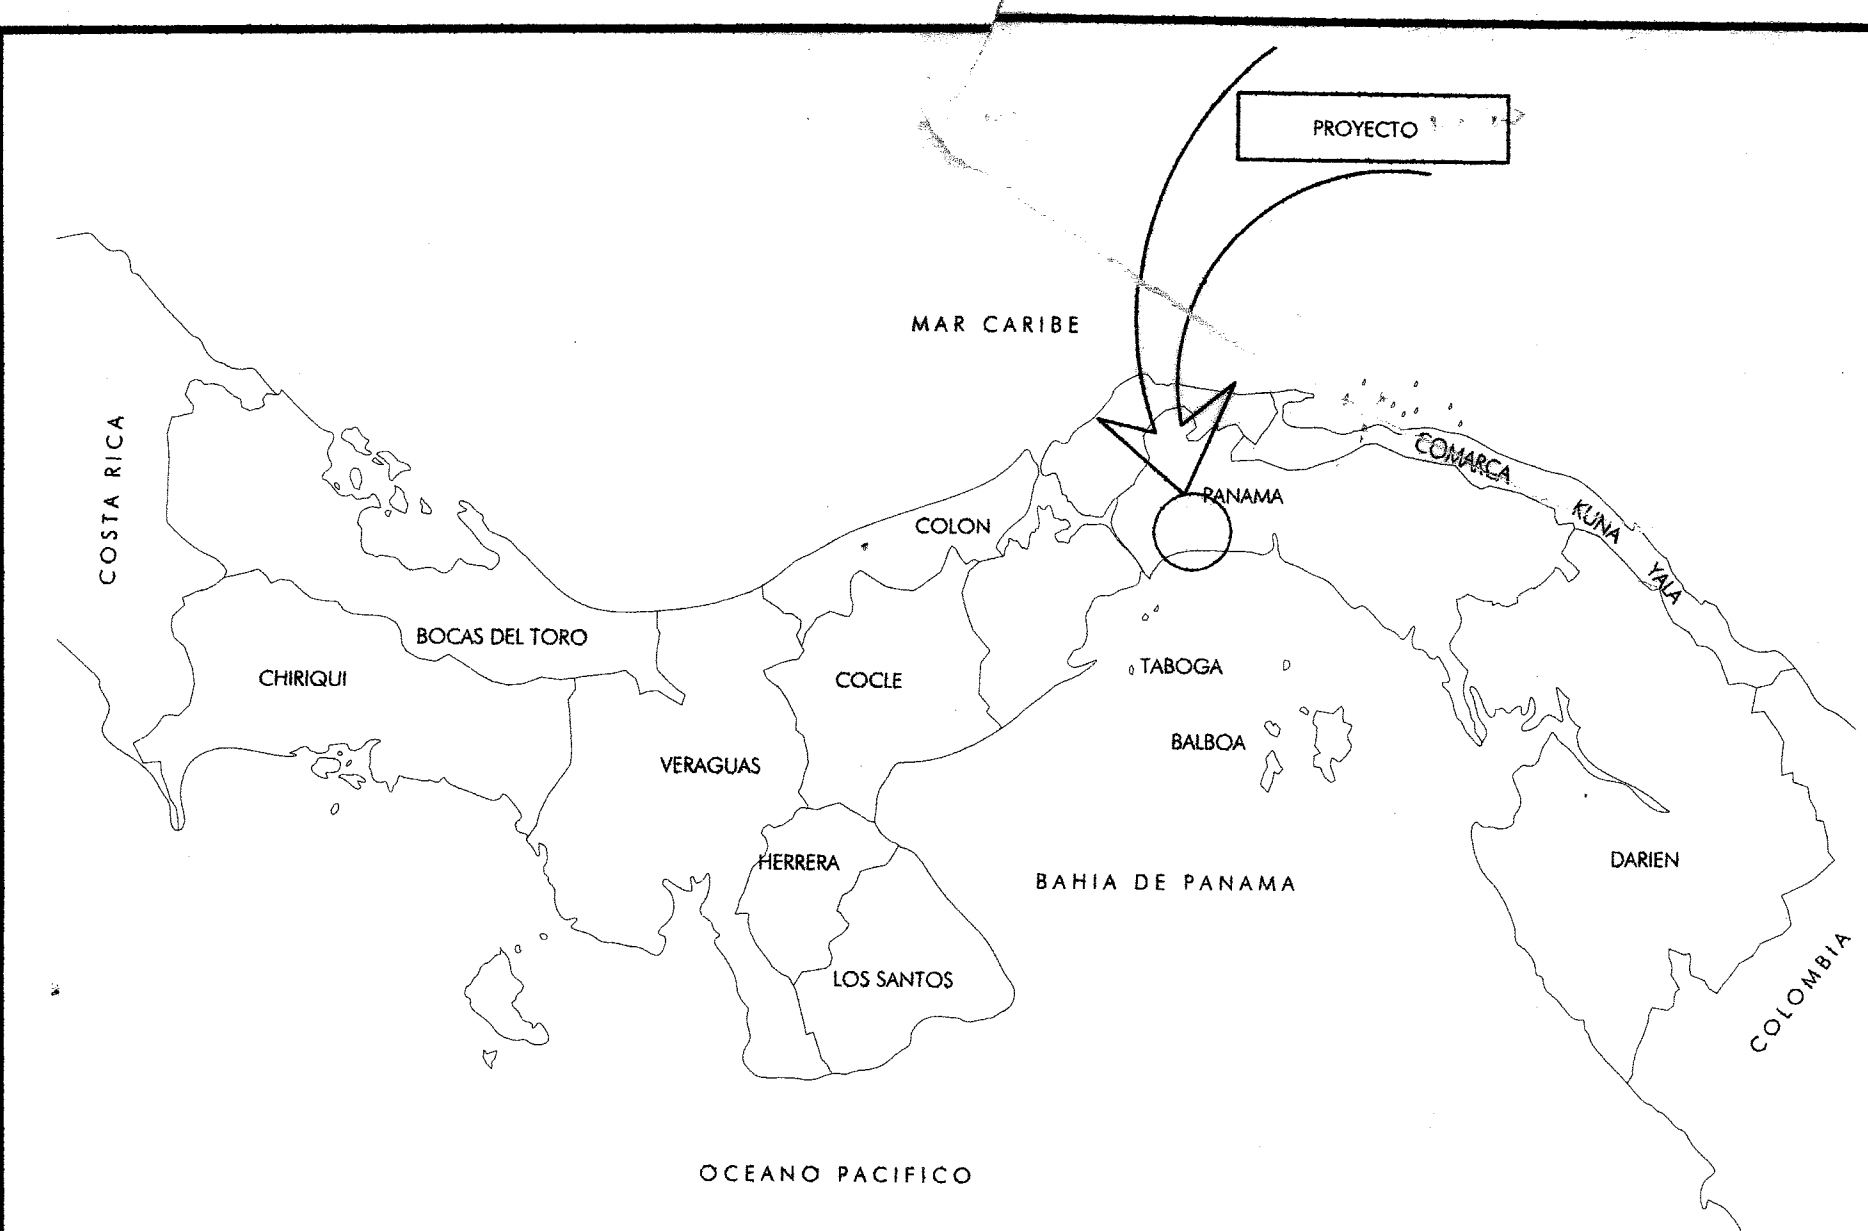 PROYECTO
MAR CARIBE
COSTA RICA
COMARCA
KUNA
YALA
PANAMA
COLON
BOCAS DEL TORO
CHIRIQUI
COCLE
TABOGA
BALBOA
VERAGUAS
HERRERA
DARIEN
BAHIA DE PANAMA
LOS SANTOS
COLOMBIA
OCEANO PACIFICO